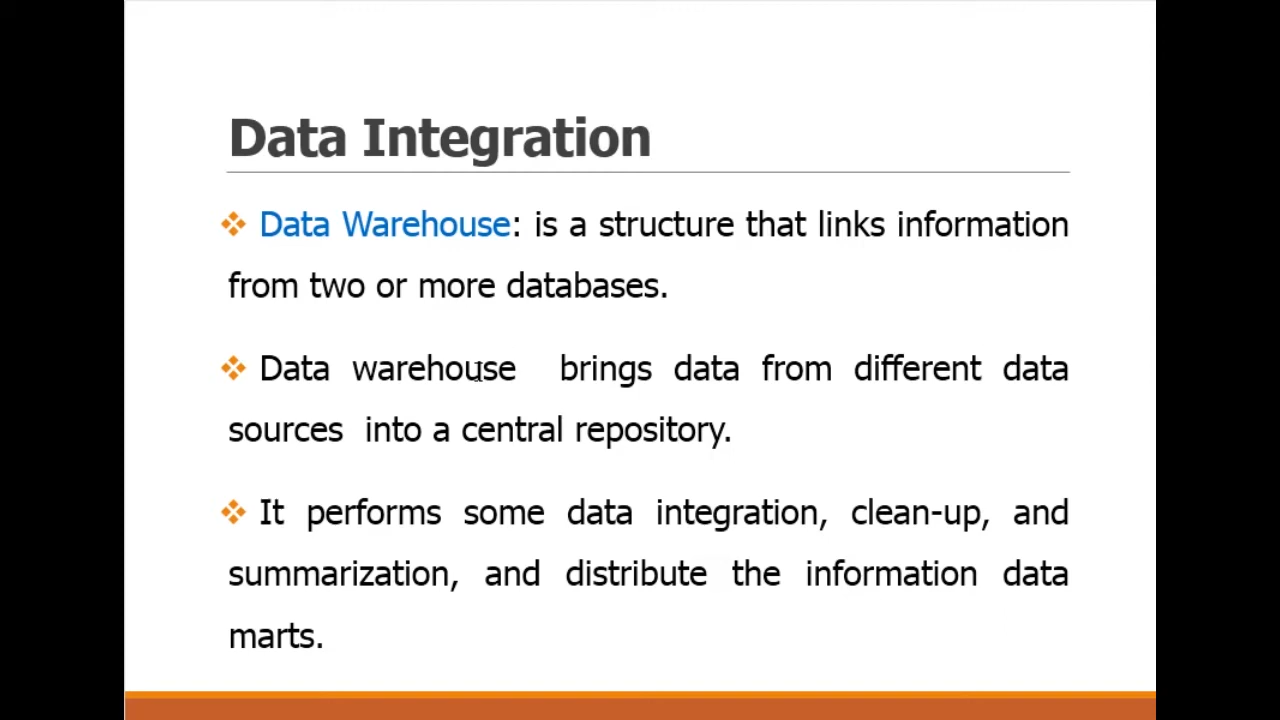 Data Integration
❖ Data Warehouse: is a structure that links information
from two or more databases.
❖ Data warehouse brings data from different data
sources into a central repository.
❖ It performs some data integration, clean-up, and
summarization, and distribute the information data
marts.